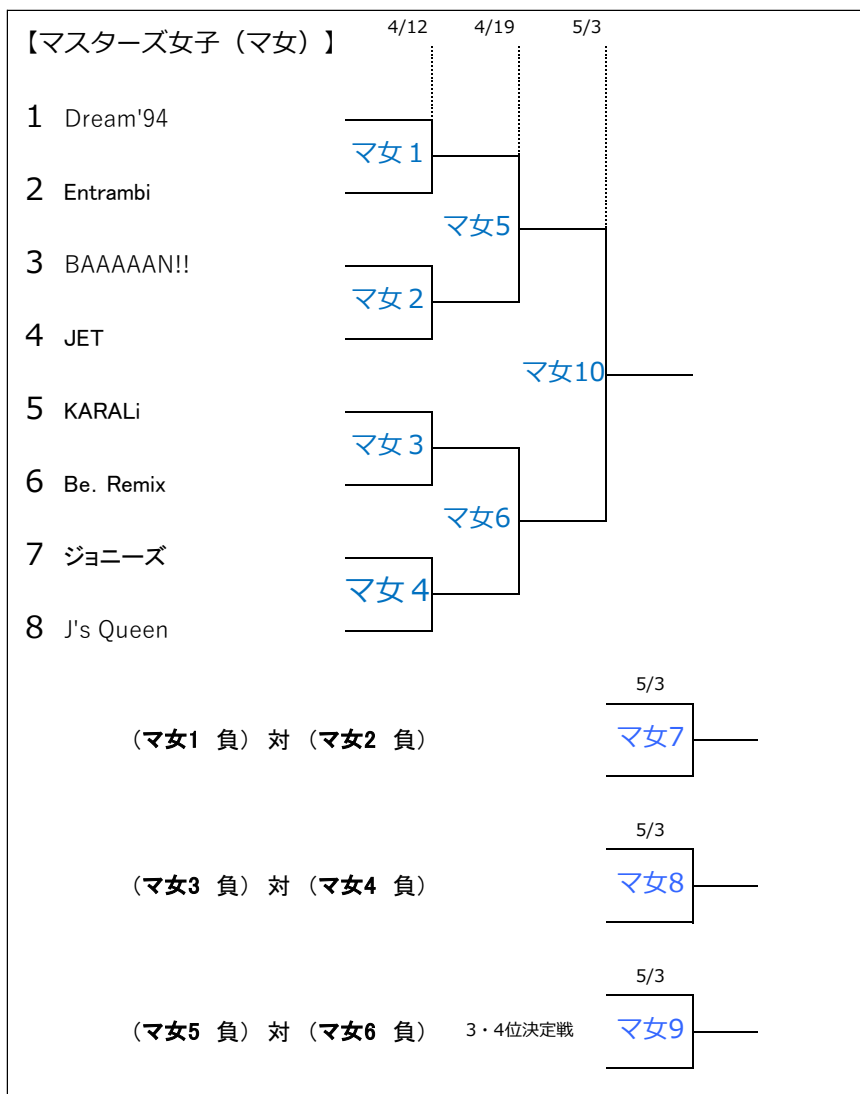 【マスターズ女子（マ女）】 4/12 4/19 5/3
1 Dream'94
マ女１
2 Entrambi
マ女5
3 BAAAAAN!!
マ女２
4 JET
マ女10
5 KARALi
マ女３
6 Be. Remix
マ女6
7 ジョニーズ
マ女４
8 J's Queen
5/3
（マ女1 負）対（マ女2 負） マ女7
5/3
（マ女3 負）対（マ女4 負） マ女8
5/3
（マ女5 負）対（マ女6 負） 3・4位決定戦 マ女9